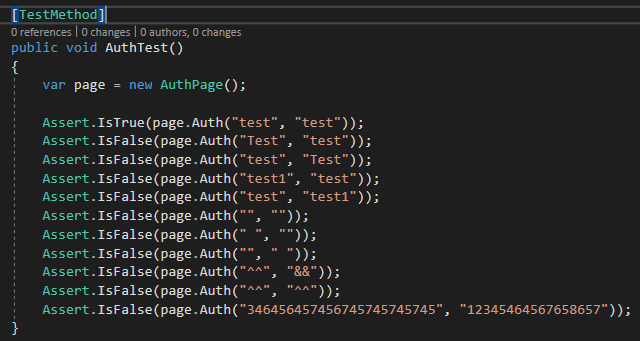 [TestMethod]
0 references | 0 changes | 0 authors, 0 changes
public void AuthTest()
{
var page = new AuthPage();
Assert.IsTrue(page.Auth("test", "test"));
Assert.IsFalse(page.Auth("Test", "test"));
Assert.IsFalse(page.Auth("test", "Test"));
Assert.IsFalse(page.Auth("test1", "test"));
Assert.IsFalse(page.Auth("test", "test1"));
Assert.IsFalse(page.Auth("", ""));
Assert.IsFalse(page.Auth(" ", ""));
Assert.IsFalse(page.Auth("", " "));
Assert.IsFalse(page.Auth("^^", "&&"));
Assert.IsFalse(page.Auth("^^", "^^"));
Assert.IsFalse(page.Auth("346456457456745745745745", "12345464567658657"));
}